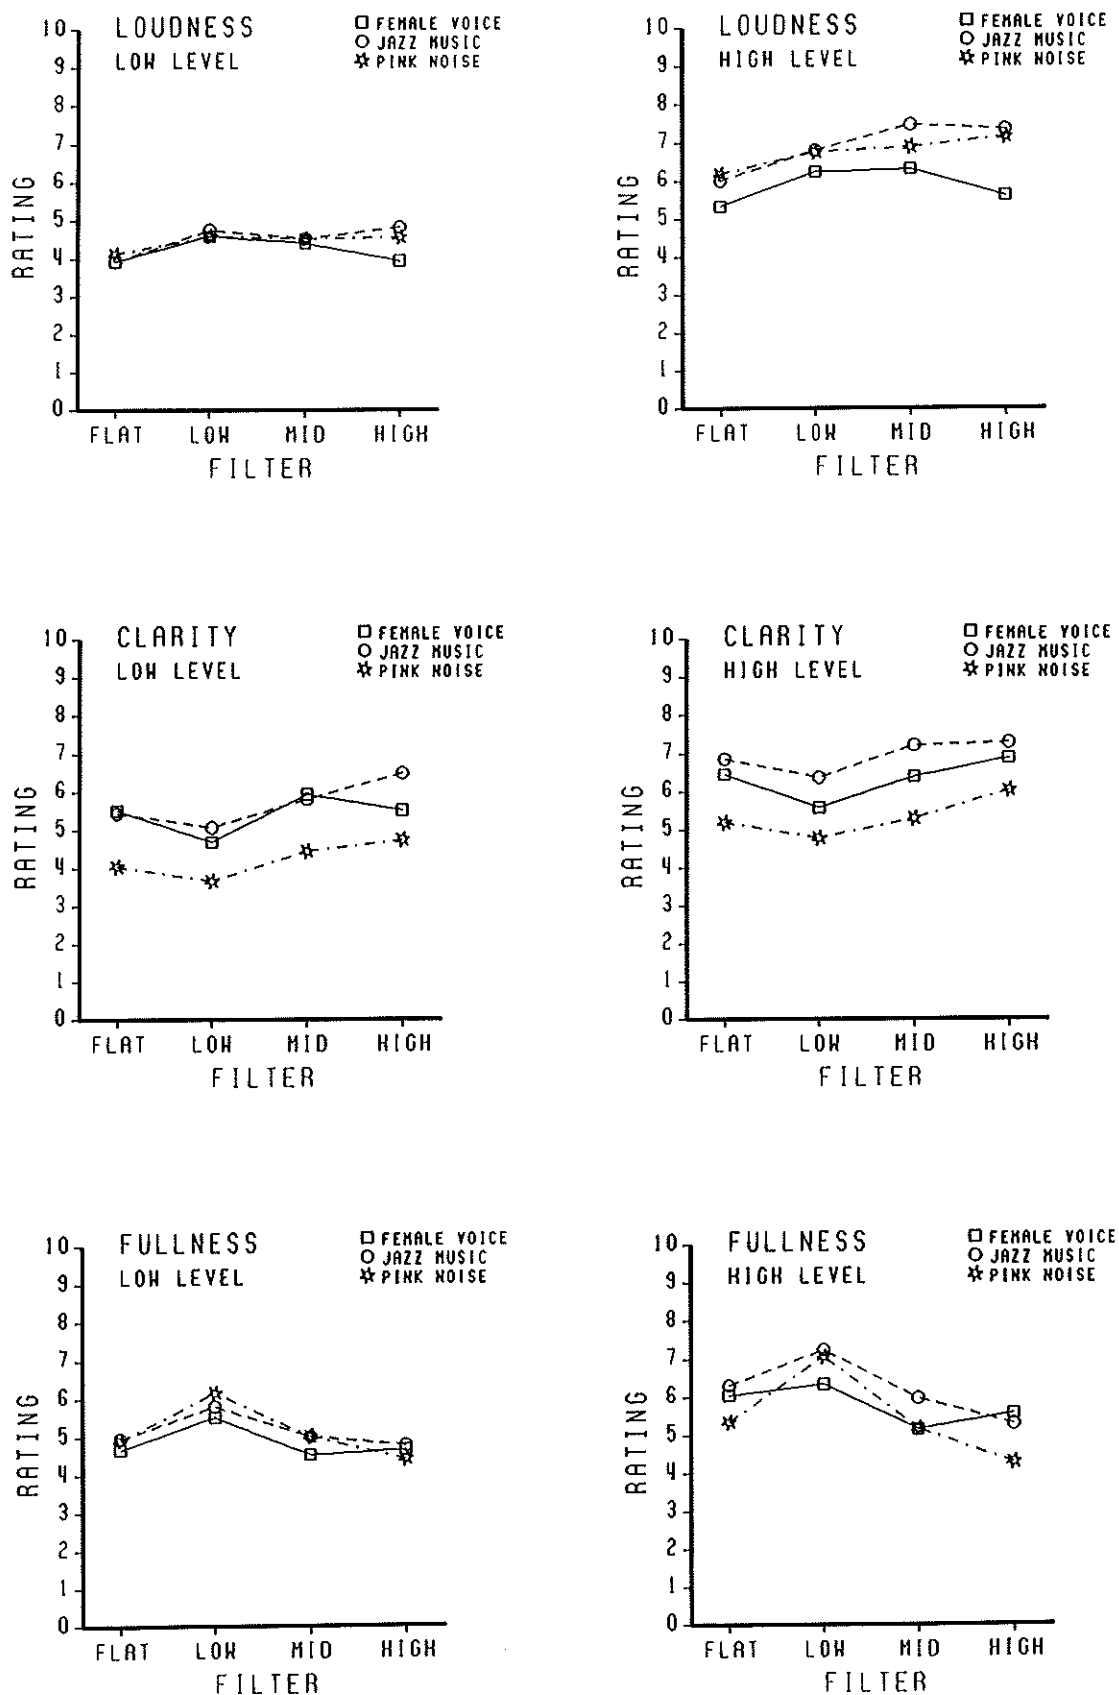 LOUDNESS
LOW LEVEL
FEMALE VOICE
JAZZ MUSIC
PINK NOISE
10
9
8
7
6
5
4
3
2
1
0
RATING
FLAT LOW MID HIGH
FILTER
LOUDNESS
HIGH LEVEL
FEMALE VOICE
JAZZ MUSIC
PINK NOISE
10
9
8
7
6
5
4
3
2
1
0
RATING
FLAT LOW MID HIGH
FILTER
CLARITY
LOW LEVEL
FEMALE VOICE
JAZZ MUSIC
PINK NOISE
10
9
8
7
6
5
4
3
2
1
0
RATING
FLAT LOW MID HIGH
FILTER
CLARITY
HIGH LEVEL
FEMALE VOICE
JAZZ MUSIC
PINK NOISE
10
9
8
7
6
5
4
3
2
1
0
RATING
FLAT LOW MID HIGH
FILTER
FULLNESS
LOW LEVEL
FEMALE VOICE
JAZZ MUSIC
PINK NOISE
10
9
8
7
6
5
4
3
2
1
0
RATING
FLAT LOW MID HIGH
FILTER
FULLNESS
HIGH LEVEL
FEMALE VOICE
JAZZ MUSIC
PINK NOISE
10
9
8
7
6
5
4
3
2
1
0
RATING
FLAT LOW MID HIGH
FILTER